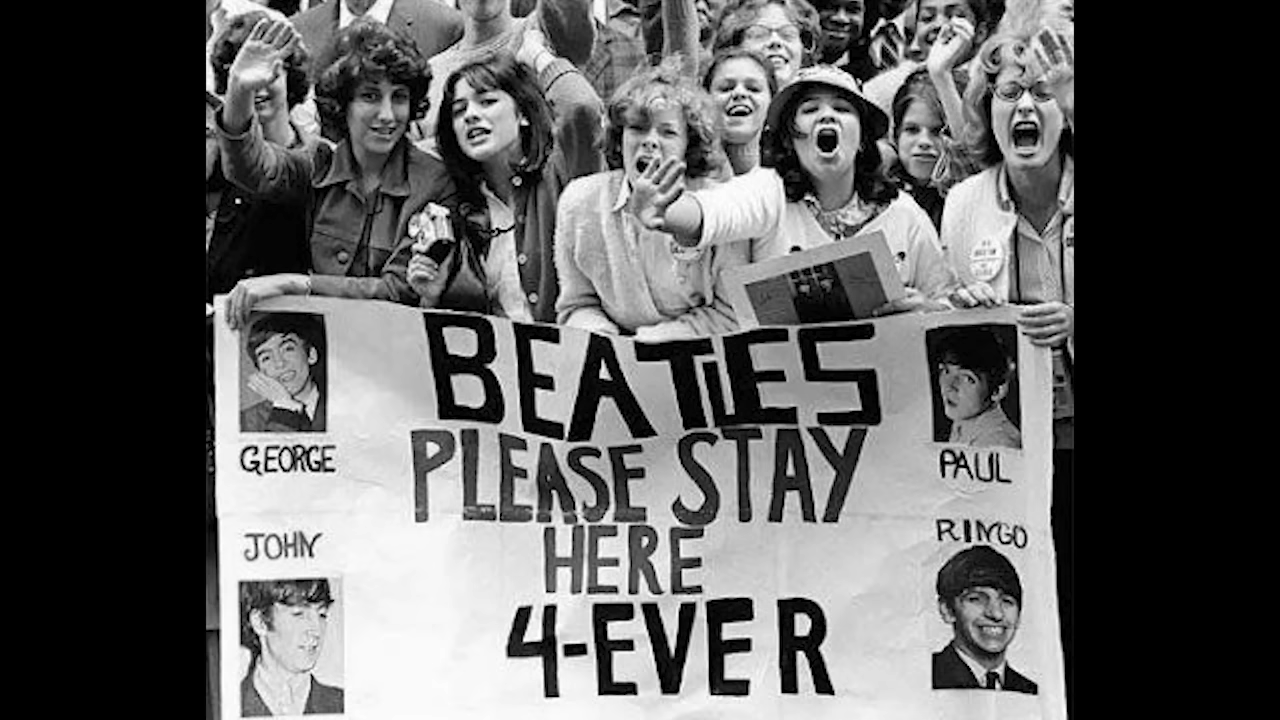 BEATLES
PLEASE STAY
HERE
4-EVER
GEORGE
PAUL
JOHN
RINGO